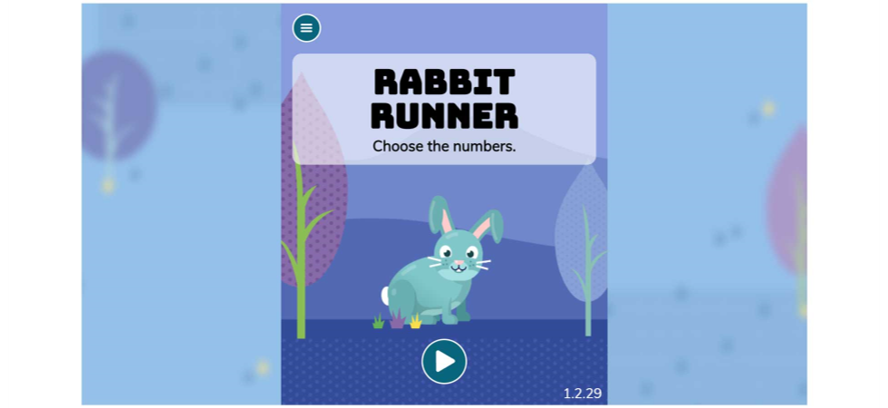 RABBIT
RUNNER
Choose the numbers.
1.2.29